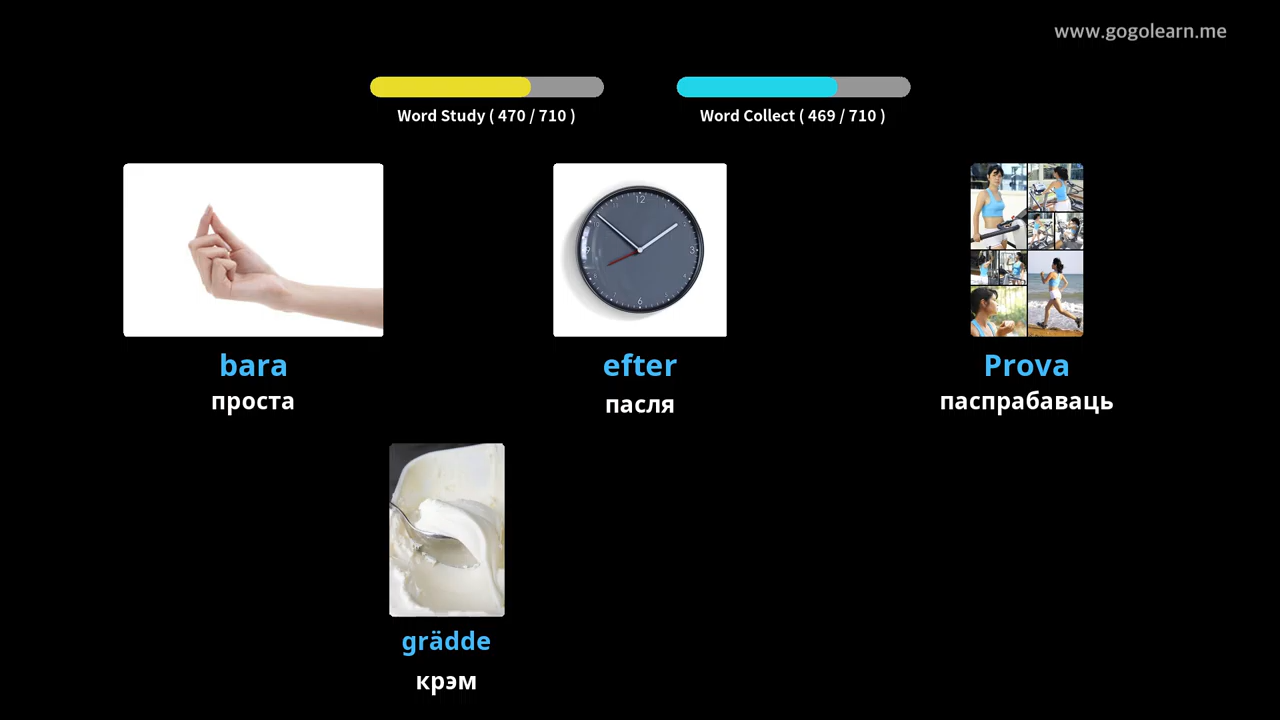 www.gogolearn.me
Word Study ( 470 / 710 )
Word Collect ( 469 / 710 )
bara
проста
efter
пасля
Prova
паспрабаваць
grädde
крэм